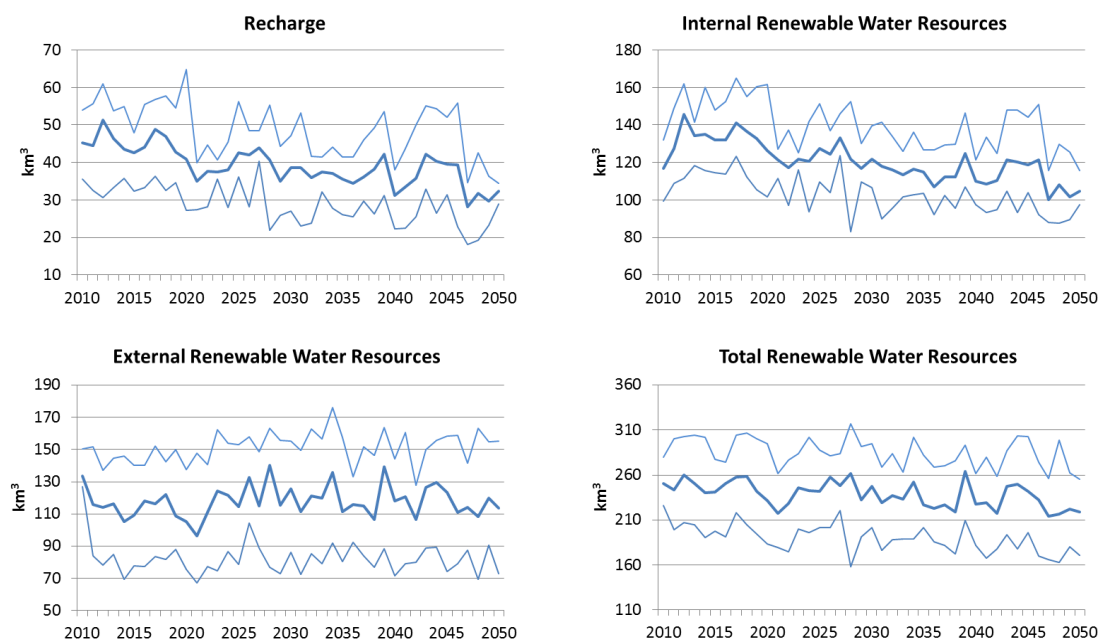 Recharge
70
60
50
40
30
20
10
km³
2010 2015 2020 2025 2030 2035 2040 2045 2050
Internal Renewable Water Resources
180
160
140
120
100
80
60
km³
2010 2015 2020 2025 2030 2035 2040 2045 2050
External Renewable Water Resources
190
170
150
130
110
90
70
50
km³
2010 2015 2020 2025 2030 2035 2040 2045 2050
Total Renewable Water Resources
360
310
260
210
160
110
km³
2010 2015 2020 2025 2030 2035 2040 2045 2050